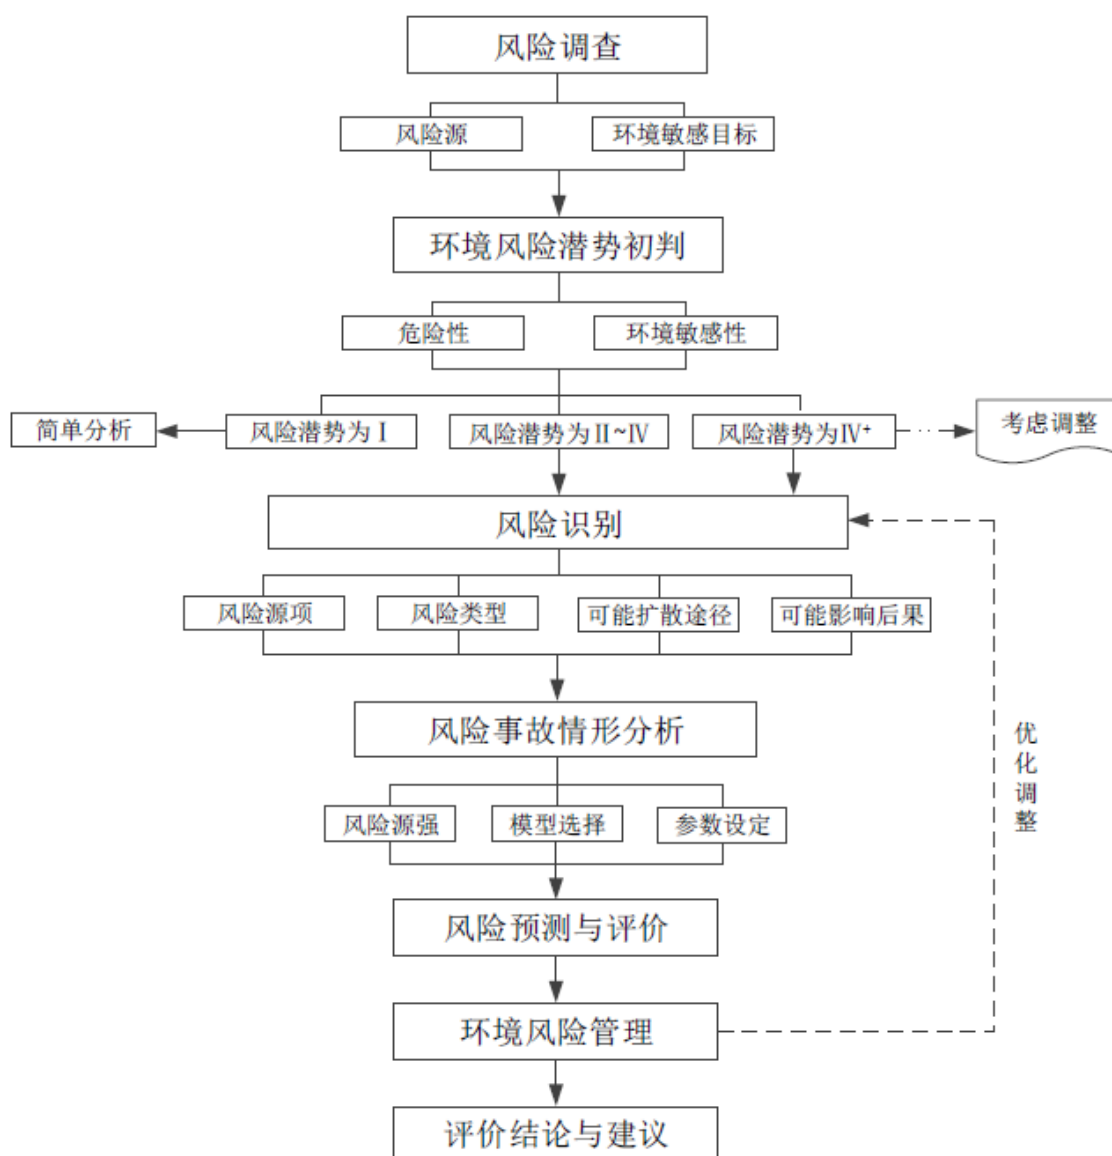 风险调查
风险源
环境敏感目标
环境风险潜势初判
危险性
环境敏感性
简单分析
风险潜势为Ⅰ
风险潜势为Ⅱ~Ⅳ
风险潜势为Ⅳ⁺
考虑调整
风险识别
风险源项
风险类型
可能扩散途径
可能影响后果
风险事故情形分析
优化调整
风险源强
模型选择
参数设定
风险预测与评价
环境风险管理
评价结论与建议